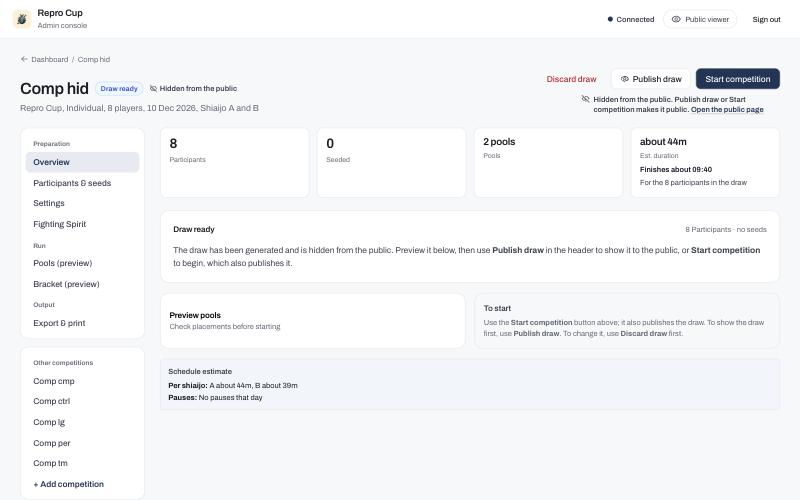 Repro Cup
Admin console
Connected
Public viewer
Sign out
← Dashboard / Comp hid
Comp hid
Draw ready
Hidden from the public
Discard draw
Publish draw
Start competition
Repro Cup, Individual, 8 players, 10 Dec 2026, Shiaijo A and B
Hidden from the public. Publish draw or Start
competition makes it public. Open the public page
Preparation
Overview
Participants & seeds
Settings
Fighting Spirit
Run
Pools (preview)
Bracket (preview)
Output
Export & print
Other competitions
Comp cmp
Comp ctrl
Comp lg
Comp per
Comp tm
+ Add competition
8
Participants
0
Seeded
2 pools
Pools
about 44m
Est. duration
Finishes about 09:40
For the 8 participants in the draw
Draw ready
8 Participants · no seeds
The draw has been generated and is hidden from the public. Preview it below, then use Publish draw in the header to show it to the public, or Start competition
to begin, which also publishes it.
Preview pools
Check placements before starting
To start
Use the Start competition button above; it also publishes the draw. To show the draw
first, use Publish draw. To change it, use Discard draw first.
Schedule estimate
Per shiaijo: A about 44m, B about 39m
Pauses: No pauses that day